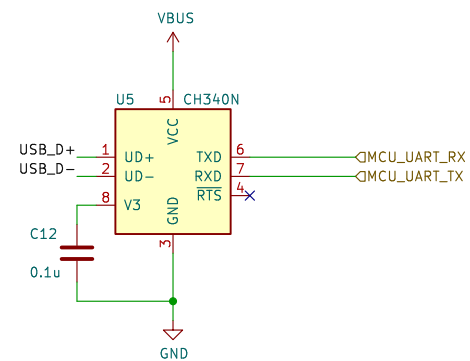 VBUS
U5
CH340N
5
VCC
USB_D+
1
UD+
TXD
6
MCU_UART_RX
USB_D-
2
UD-
RXD
7
MCU_UART_TX
RTS
4
8
V3
GND
3
C12
0.1u
GND